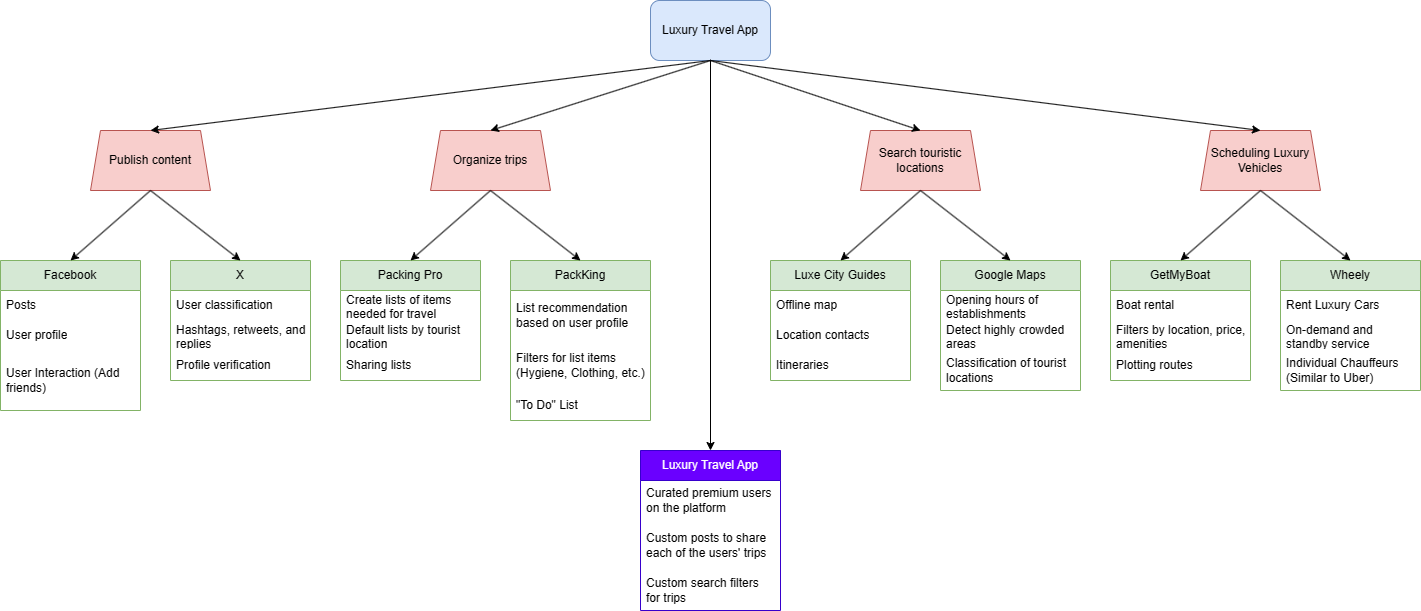 Luxury Travel App
Publish content
Organize trips
Search touristic
locations
Scheduling Luxury
Vehicles
Facebook
Posts
User profile
User Interaction (Add
friends)
X
User classification
Hashtags, retweets, and
replies
Profile verification
Packing Pro
Create lists of items
needed for travel
Default lists by tourist
location
Sharing lists
PackKing
List recommendation
based on user profile
Filters for list items
(Hygiene, Clothing, etc.)
"To Do" List
Luxe City Guides
Offline map
Location contacts
Itineraries
Google Maps
Opening hours of
establishments
Detect highly crowded
areas
Classification of tourist
locations
GetMyBoat
Boat rental
Filters by location, price,
amenities
Plotting routes
Wheely
Rent Luxury Cars
On-demand and
standby service
Individual Chauffeurs
(Similar to Uber)
Luxury Travel App
Curated premium users
on the platform
Custom posts to share
each of the users' trips
Custom search filters
for trips